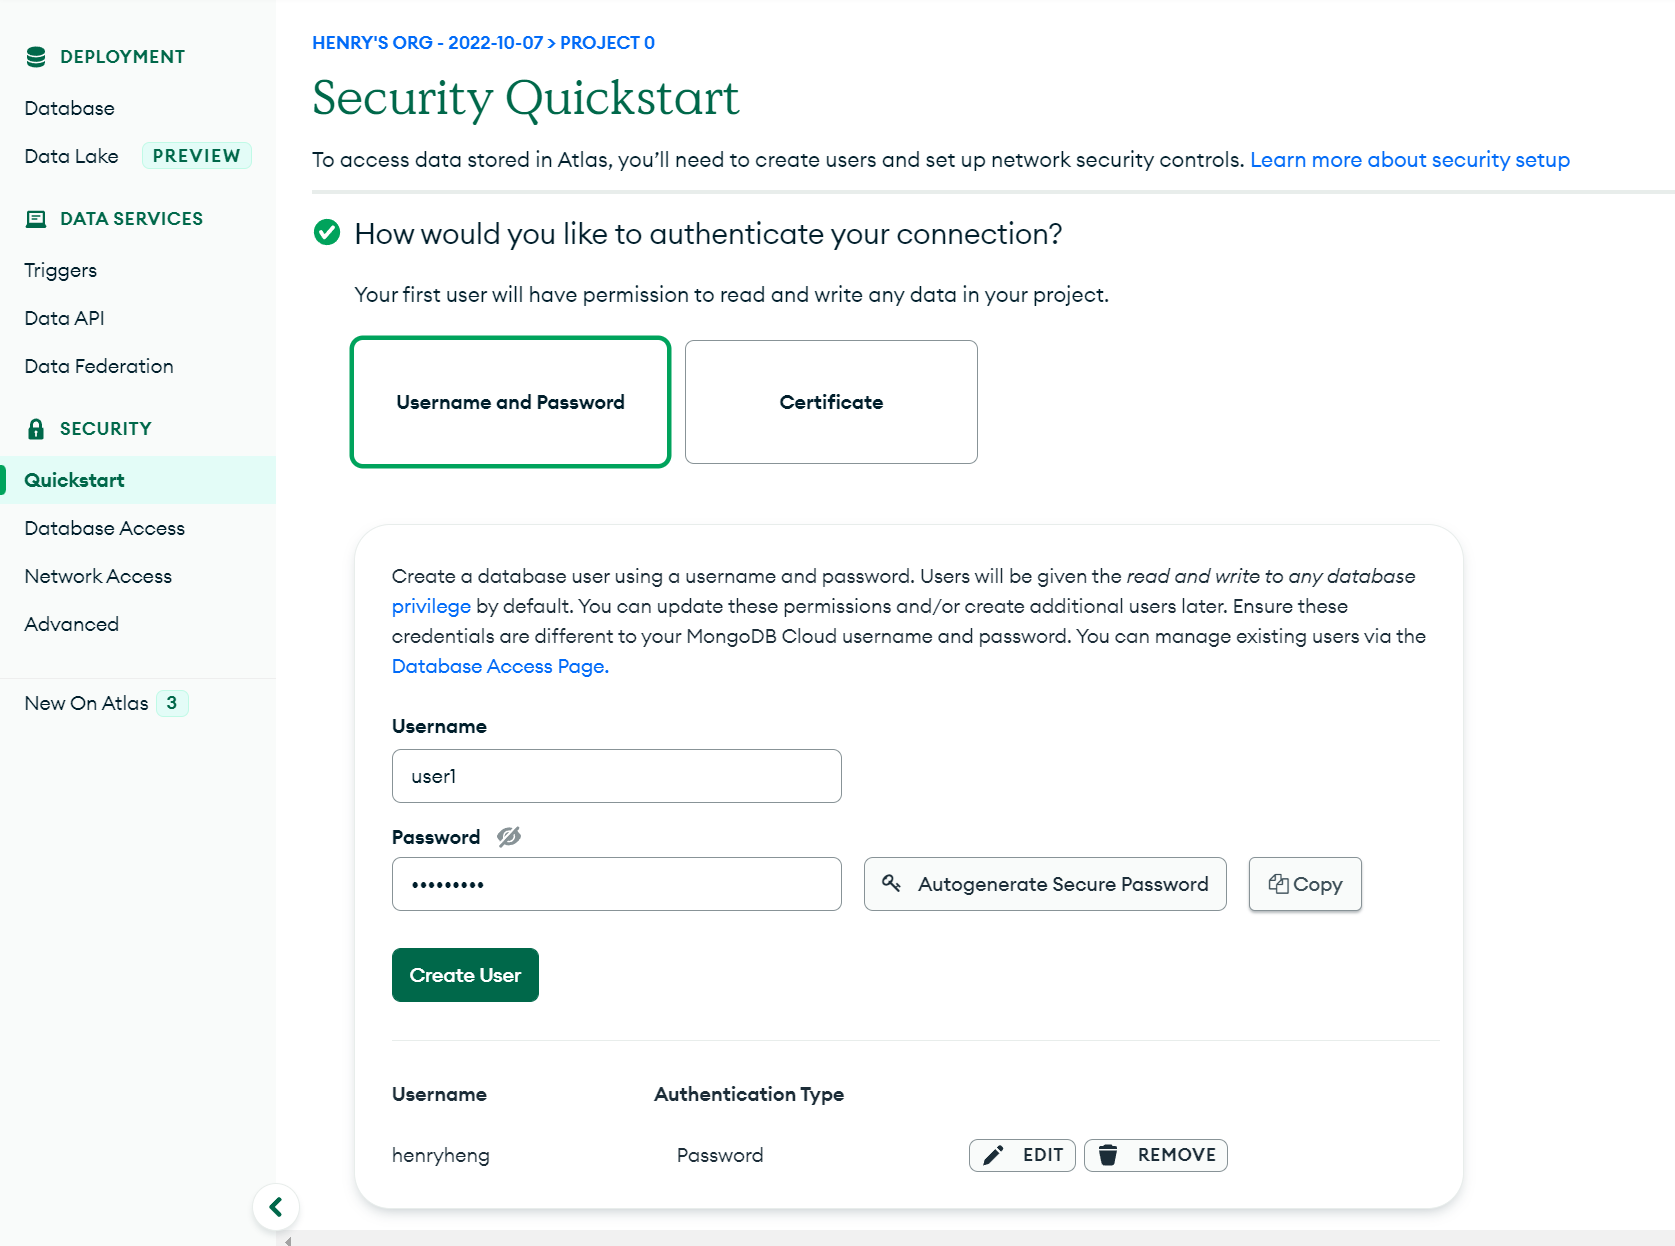 DEPLOYMENT
Database
Data Lake PREVIEW
DATA SERVICES
Triggers
Data API
Data Federation
SECURITY
Quickstart
Database Access
Network Access
Advanced
New On Atlas 3
HENRY'S ORG - 2022-10-07 > PROJECT 0
Security Quickstart
To access data stored in Atlas, you’ll need to create users and set up network security controls. Learn more about security setup
How would you like to authenticate your connection?
Your first user will have permission to read and write any data in your project.
Username and Password
Certificate
Create a database user using a username and password. Users will be given the read and write to any database
privilege by default. You can update these permissions and/or create additional users later. Ensure these
credentials are different to your MongoDB Cloud username and password. You can manage existing users via the
Database Access Page.
Username
user1
Password
•••••••••
Autogenerate Secure Password
Copy
Create User
Username Authentication Type
henryheng Password EDIT REMOVE